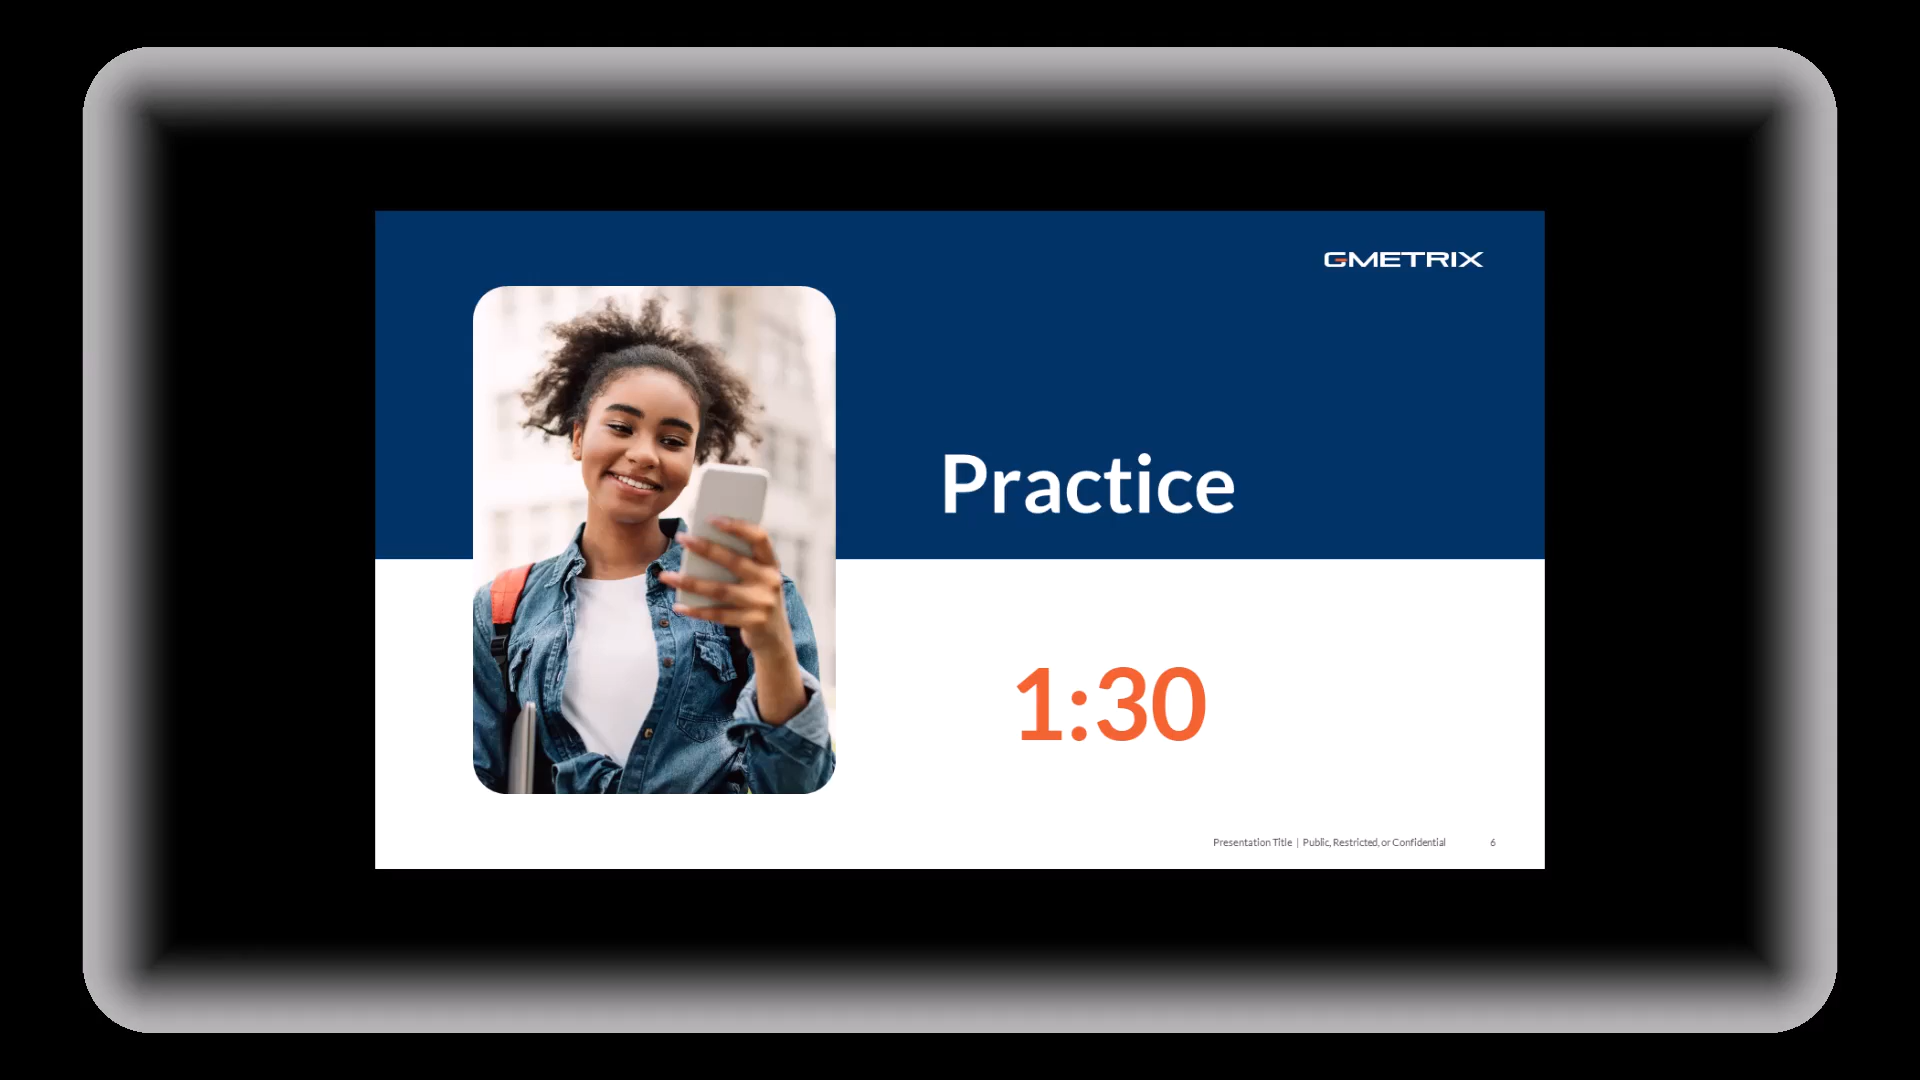 GMETRIX
Practice
1:30
Presentation Title | Public, Restricted, or Confidential 6